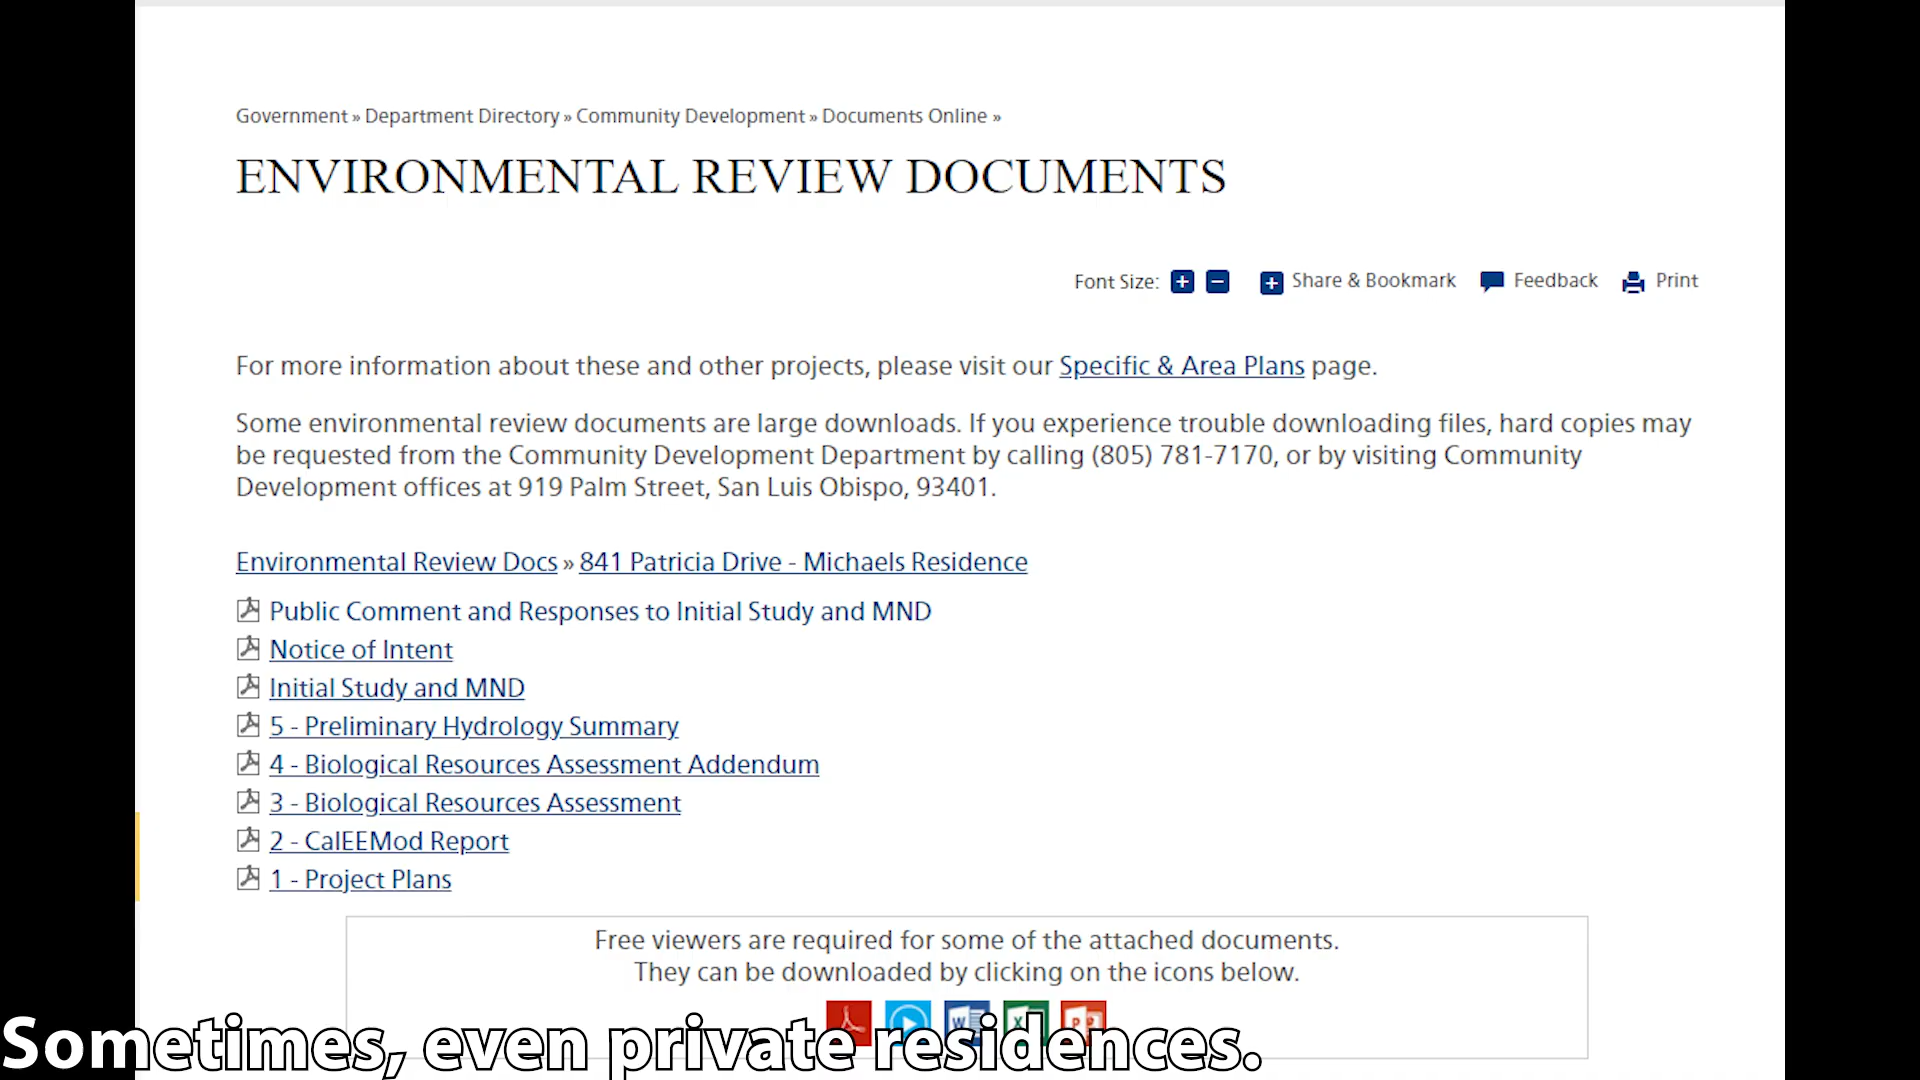 Government » Department Directory » Community Development » Documents Online »
ENVIRONMENTAL REVIEW DOCUMENTS
Font Size: + − + Share & Bookmark Feedback Print
For more information about these and other projects, please visit our Specific & Area Plans page.
Some environmental review documents are large downloads. If you experience trouble downloading files, hard copies may
be requested from the Community Development Department by calling (805) 781-7170, or by visiting Community
Development offices at 919 Palm Street, San Luis Obispo, 93401.
Environmental Review Docs » 841 Patricia Drive - Michaels Residence
Public Comment and Responses to Initial Study and MND
Notice of Intent
Initial Study and MND
5 - Preliminary Hydrology Summary
4 - Biological Resources Assessment Addendum
3 - Biological Resources Assessment
2 - CalEEMod Report
1 - Project Plans
Free viewers are required for some of the attached documents.
They can be downloaded by clicking on the icons below.
Sometimes, even private residences.